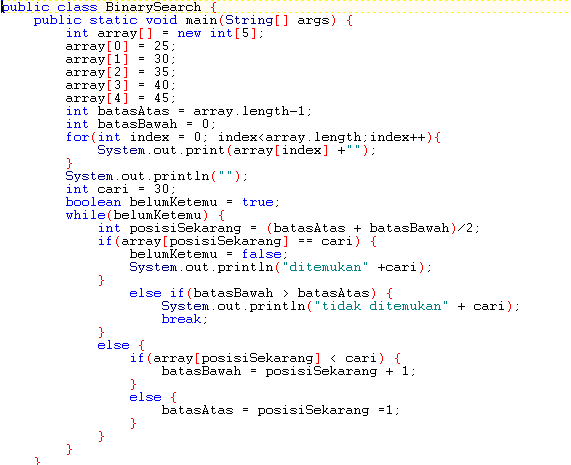 public class BinarySearch {
    public static void main(String[] args) {
        int array[] = new int[5];
        array[0] = 25;
        array[1] = 30;
        array[2] = 35;
        array[3] = 40;
        array[4] = 45;
        int batasAtas = array.length-1;
        int batasBawah = 0;
        for(int index = 0; index<array.length;index++){
            System.out.print(array[index] +"");
        }
        System.out.println("");
        int cari = 30;
        boolean belumKetemu = true;
        while(belumKetemu) {
            int posisiSekarang = (batasAtas + batasBawah)/2;
            if(array[posisiSekarang] == cari) {
                belumKetemu = false;
                System.out.println("ditemukan" +cari);
            }
                else if(batasBawah > batasAtas) {
                    System.out.println("tidak ditemukan" + cari);
                    break;
            }
            else {
                if(array[posisiSekarang] < cari) {
                    batasBawah = posisiSekarang + 1;
                }
                else {
                    batasAtas = posisiSekarang =1;
                }
            }
        }
    }